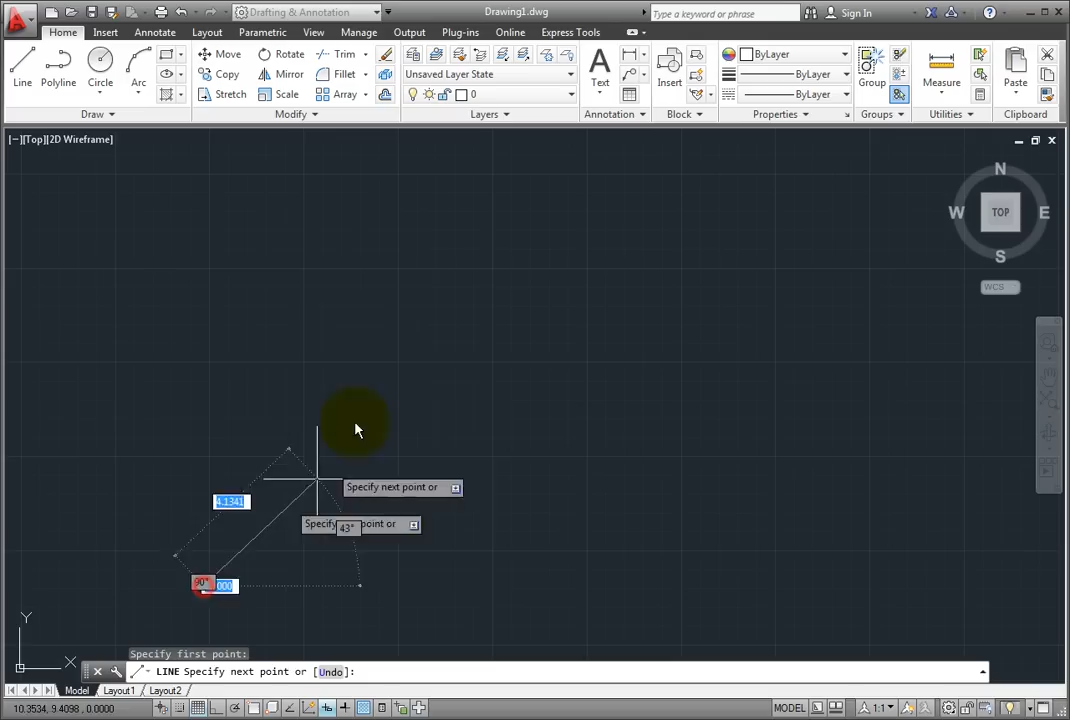 Drafting & Annotation
Drawing1.dwg
Type a keyword or phrase
Sign In
Home Insert Annotate Layout Parametric View Manage Output Plug-ins Online Express Tools
Line Polyline Circle Arc
Move Rotate Trim
Copy Mirror Fillet
Stretch Scale Array
Unsaved Layer State
0
Text
Insert
ByLayer
ByLayer
ByLayer
Group
Measure
Paste
Draw Modify Layers Annotation Block Properties Groups Utilities Clipboard
[−][Top][2D Wireframe]
N
W TOP E
S
WCS
Specify next point or
4.1341
43°
90°
Y
X
Specify first point:
LINE Specify next point or [Undo]:
Model Layout1 Layout2
10.3534, 9.4098, 0.0000
MODEL
1:1